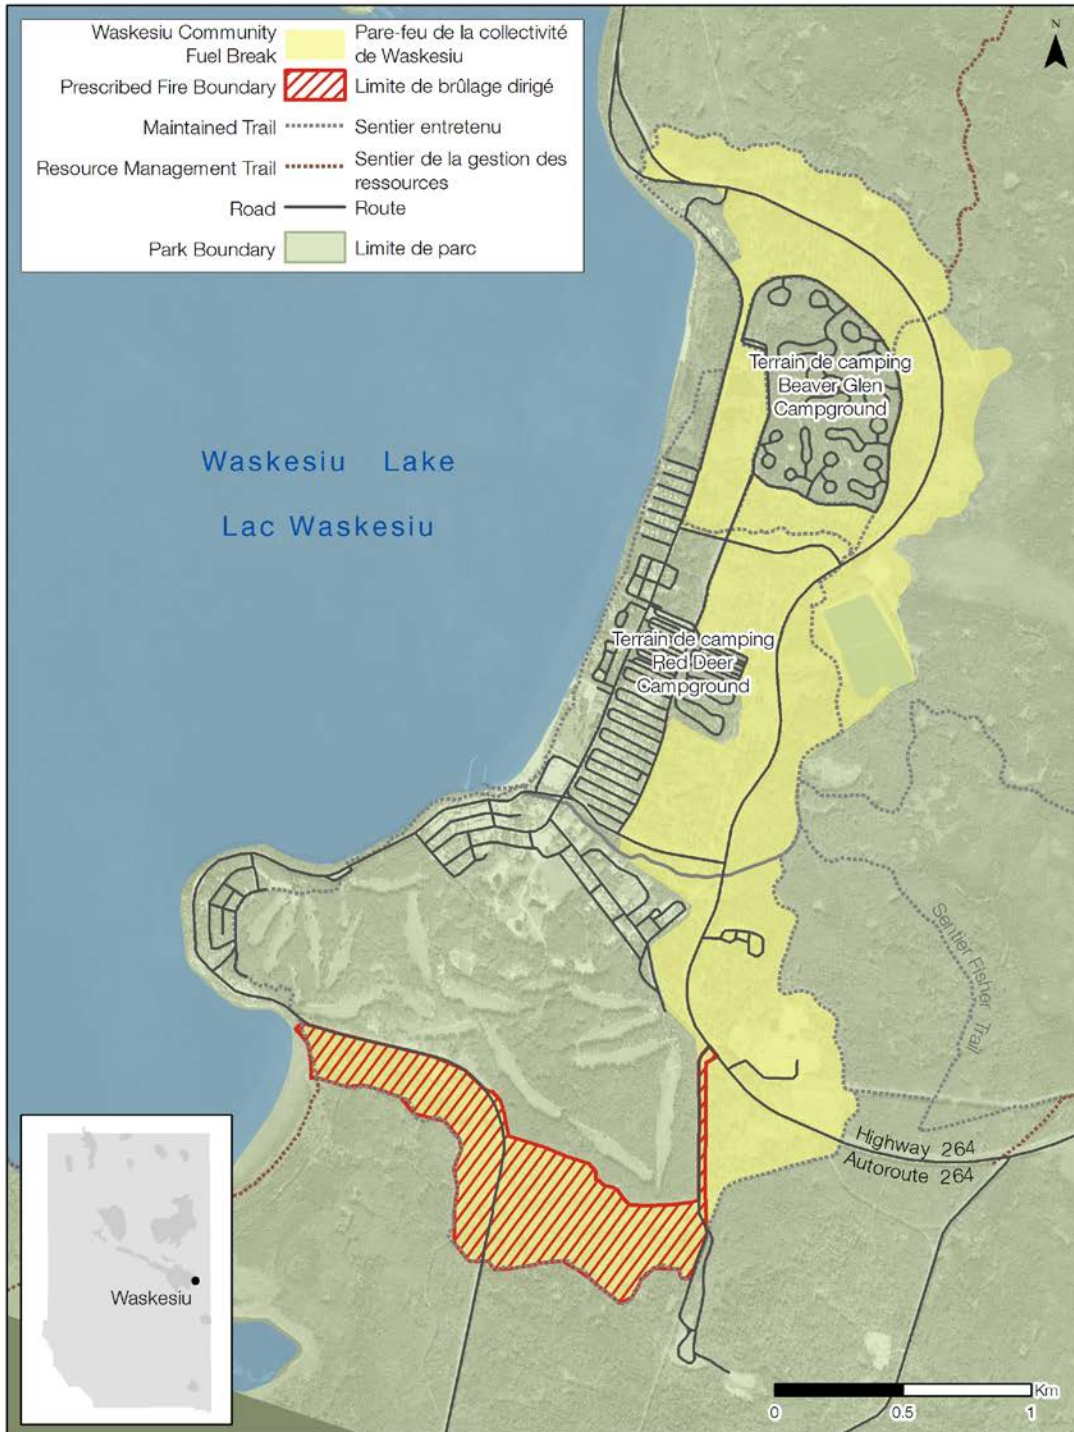 Waskesiu Community
Fuel Break
Pare-feu de la collectivité
de Waskesiu
Prescribed Fire Boundary
Limite de brûlage dirigé
Maintained Trail
Sentier entretenu
Resource Management Trail
Sentier de la gestion des
ressources
Road
Route
Park Boundary
Limite de parc
N
Terrain de camping
Beaver Glen
Campground
Waskesiu Lake
Lac Waskesiu
Terrain de camping
Red Deer
Campground
Sentier Fisher Trail
Highway 264
Autoroute 264
Waskesiu
Km
0 0.5 1